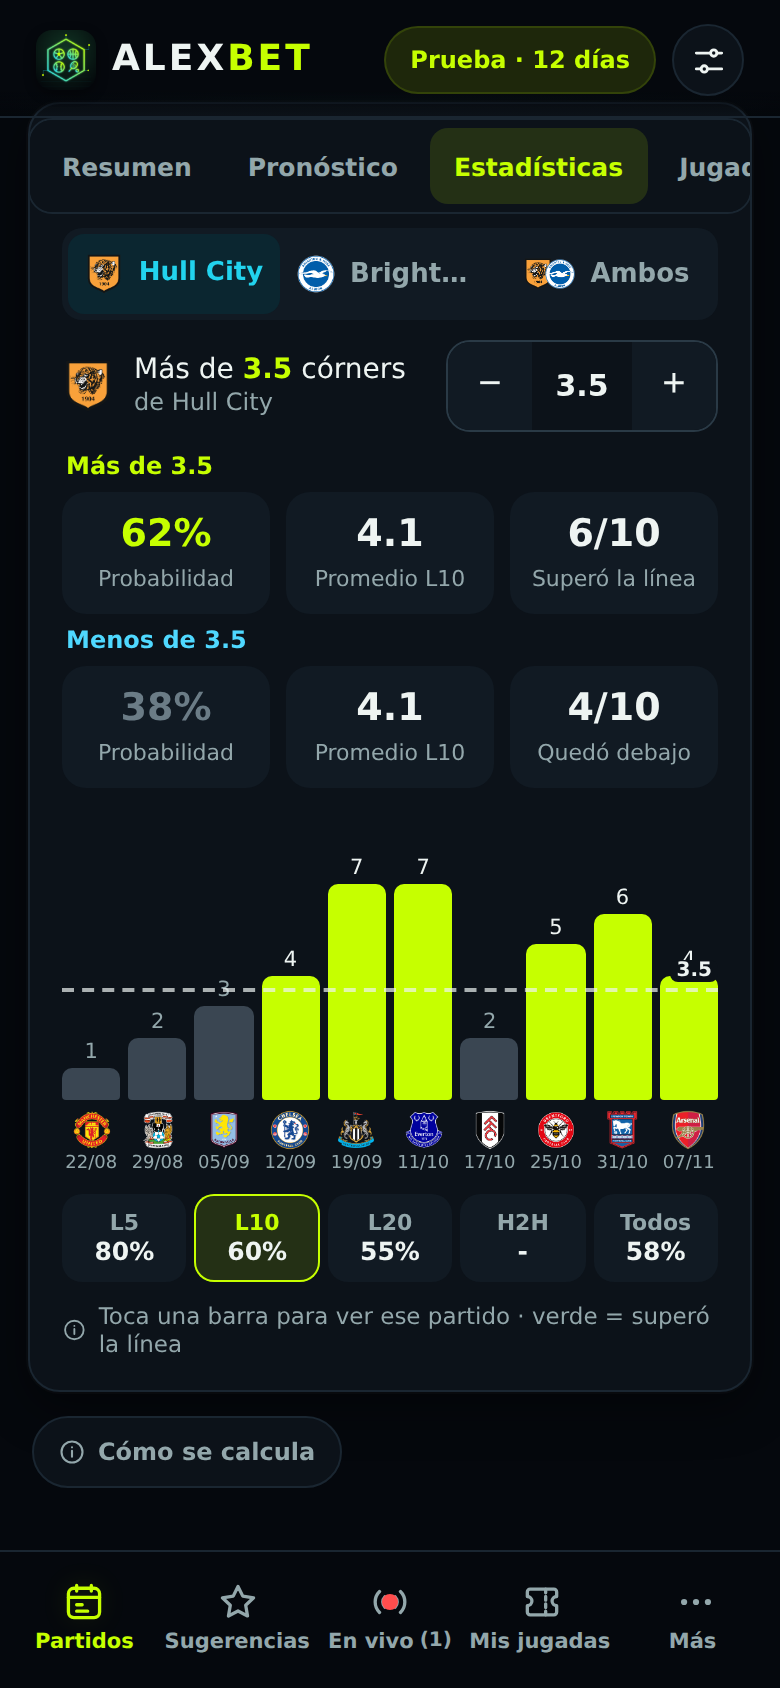 ALEXBET
Prueba · 12 días
Resumen Pronóstico Estadísticas Jugad
Hull City Bright... Ambos
Más de 3.5 córners
de Hull City
− 3.5 +
Más de 3.5
62% 4.1 6/10
Probabilidad Promedio L10 Superó la línea
Menos de 3.5
38% 4.1 4/10
Probabilidad Promedio L10 Quedó debajo
1 2 3 4 7 7 2 5 6 4
3.5
22/08 29/08 05/09 12/09 19/09 11/10 17/10 25/10 31/10 07/11
L5 L10 L20 H2H Todos
80% 60% 55% - 58%
Toca una barra para ver ese partido · verde = superó
la línea
Cómo se calcula
Partidos Sugerencias En vivo (1) Mis jugadas Más